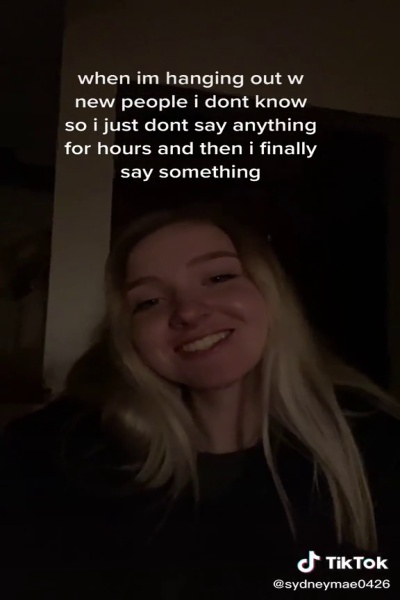 when im hanging out w
new people i dont know
so i just dont say anything
for hours and then i finally
say something
TikTok
@sydneymae0426